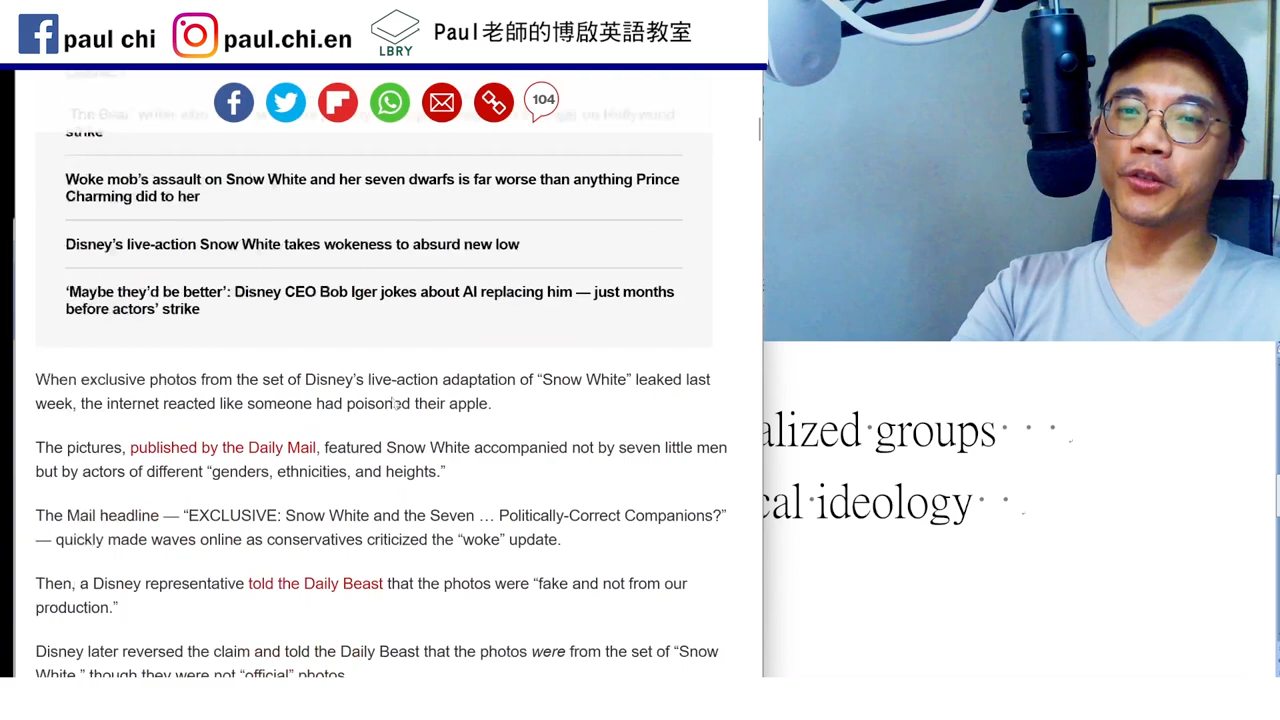 paul chi
paul.chi.en
LBRY
Paul老師的博啟英語教室
104
strike
Woke mob’s assault on Snow White and her seven dwarfs is far worse than anything Prince
Charming did to her
Disney’s live-action Snow White takes wokeness to absurd new low
‘Maybe they’d be better’: Disney CEO Bob Iger jokes about AI replacing him — just months
before actors’ strike
When exclusive photos from the set of Disney’s live-action adaptation of “Snow White” leaked last
week, the internet reacted like someone had poisoned their apple.
The pictures, published by the Daily Mail, featured Snow White accompanied not by seven little men
but by actors of different “genders, ethnicities, and heights.”
The Mail headline — “EXCLUSIVE: Snow White and the Seven … Politically-Correct Companions?”
— quickly made waves online as conservatives criticized the “woke” update.
Then, a Disney representative told the Daily Beast that the photos were “fake and not from our
production.”
Disney later reversed the claim and told the Daily Beast that the photos were from the set of “Snow
White,” though they were not “official” photos.
alized groups
cal ideology